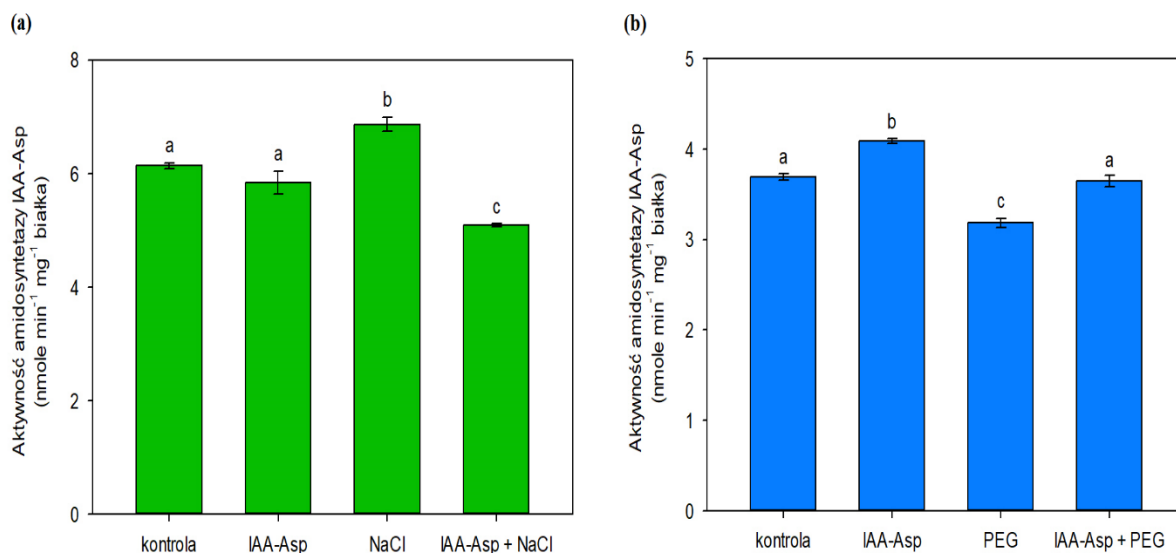 (a)
Aktywność amidosyntetazy IAA-Asp
(nmole min⁻¹ mg⁻¹ białka)
8
6
4
2
0
a
a
b
c
kontrola
IAA-Asp
NaCl
IAA-Asp + NaCl
(b)
Aktywność amidosyntetazy IAA-Asp
(nmole min⁻¹ mg⁻¹ białka)
5
4
3
2
1
0
a
b
c
a
kontrola
IAA-Asp
PEG
IAA-Asp + PEG